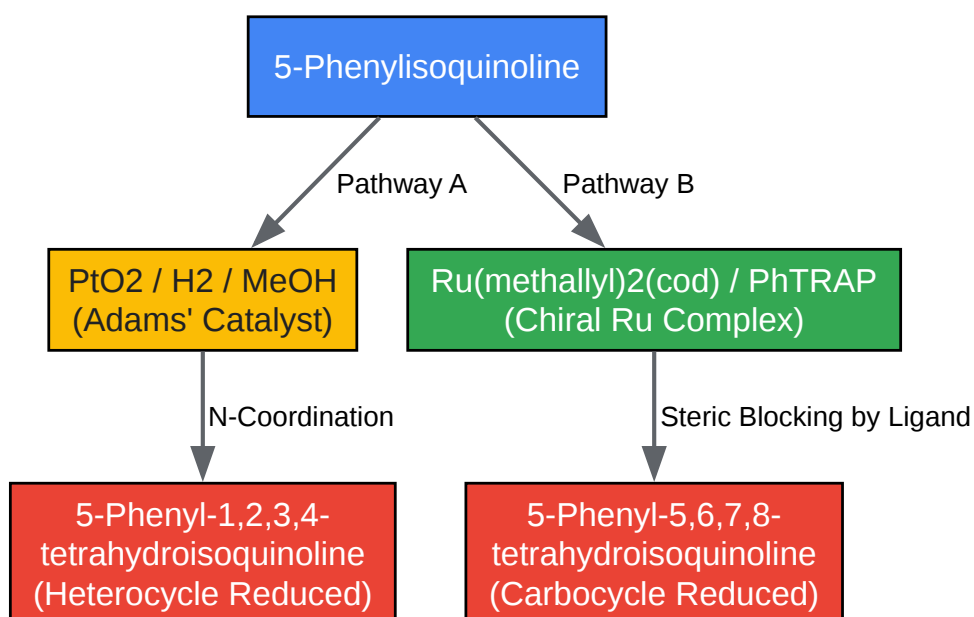 5-Phenylisoquinoline
Pathway A
Pathway B
PtO2 / H2 / MeOH
(Adams' Catalyst)
Ru(methallyl)2(cod) / PhTRAP
(Chiral Ru Complex)
N-Coordination
Steric Blocking by Ligand
5-Phenyl-1,2,3,4-
tetrahydroisoquinoline
(Heterocycle Reduced)
5-Phenyl-5,6,7,8-
tetrahydroisoquinoline
(Carbocycle Reduced)